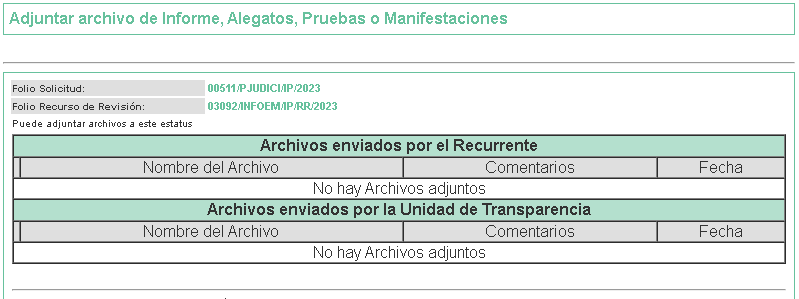 Adjuntar archivo de Informe, Alegatos, Pruebas o Manifestaciones
Folio Solicitud: 00511/PJUDICI/IP/2023
Folio Recurso de Revisión: 03092/INFOEM/IP/RR/2023
Puede adjuntar archivos a este estatus
Archivos enviados por el Recurrente
Nombre del Archivo Comentarios Fecha
No hay Archivos adjuntos
Archivos enviados por la Unidad de Transparencia
Nombre del Archivo Comentarios Fecha
No hay Archivos adjuntos